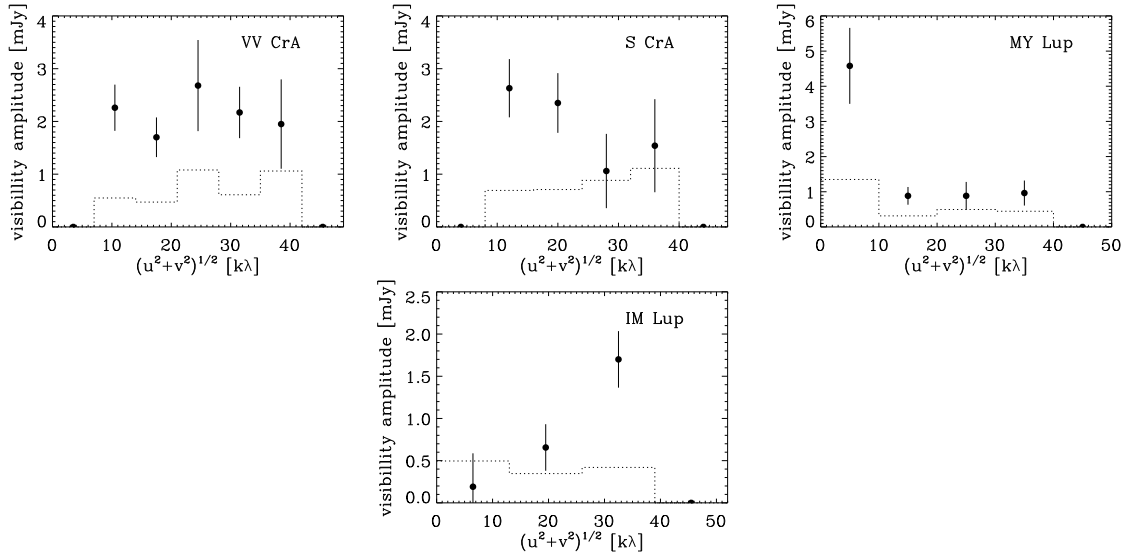 visibillity amplitude [mJy]
4
3
2
1
0
VV CrA
0 10 20 30 40
(u²+v²)^1/2 [kλ]
visibillity amplitude [mJy]
4
3
2
1
0
S CrA
0 10 20 30 40
(u²+v²)^1/2 [kλ]
visibillity amplitude [mJy]
6
5
4
3
2
1
0
MY Lup
0 10 20 30 40 50
(u²+v²)^1/2 [kλ]
visibillity amplitude [mJy]
2.5
2.0
1.5
1.0
0.5
0.0
IM Lup
0 10 20 30 40 50
(u²+v²)^1/2 [kλ]